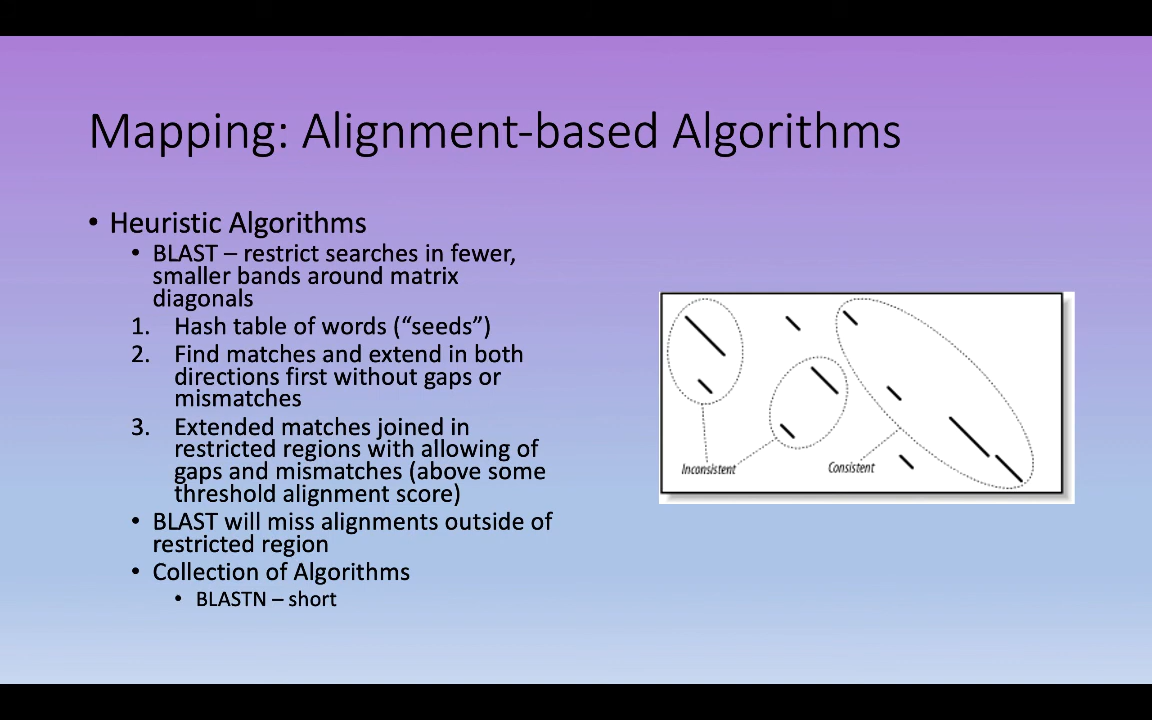 Mapping: Alignment-based Algorithms
• Heuristic Algorithms
• BLAST – restrict searches in fewer,
smaller bands around matrix
diagonals
1. Hash table of words (“seeds”)
2. Find matches and extend in both
directions first without gaps or
mismatches
3. Extended matches joined in
restricted regions with allowing of
gaps and mismatches (above some
threshold alignment score)
• BLAST will miss alignments outside of
restricted region
• Collection of Algorithms
• BLASTN – short
Inconsistent
Consistent